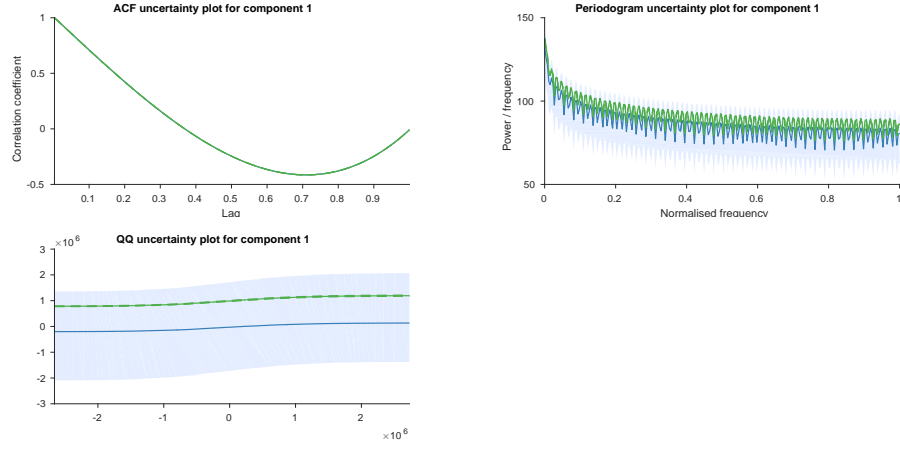 ACF uncertainty plot for component 1
1
0.5
0
-0.5
Correlation coefficient
0.1 0.2 0.3 0.4 0.5 0.6 0.7 0.8 0.9
Lag
Periodogram uncertainty plot for component 1
150
100
50
Power / frequency
0 0.2 0.4 0.6 0.8 1
Normalised frequency
QQ uncertainty plot for component 1
×10^6
3
2
1
0
-1
-2
-3
-2 -1 0 1 2
×10^6